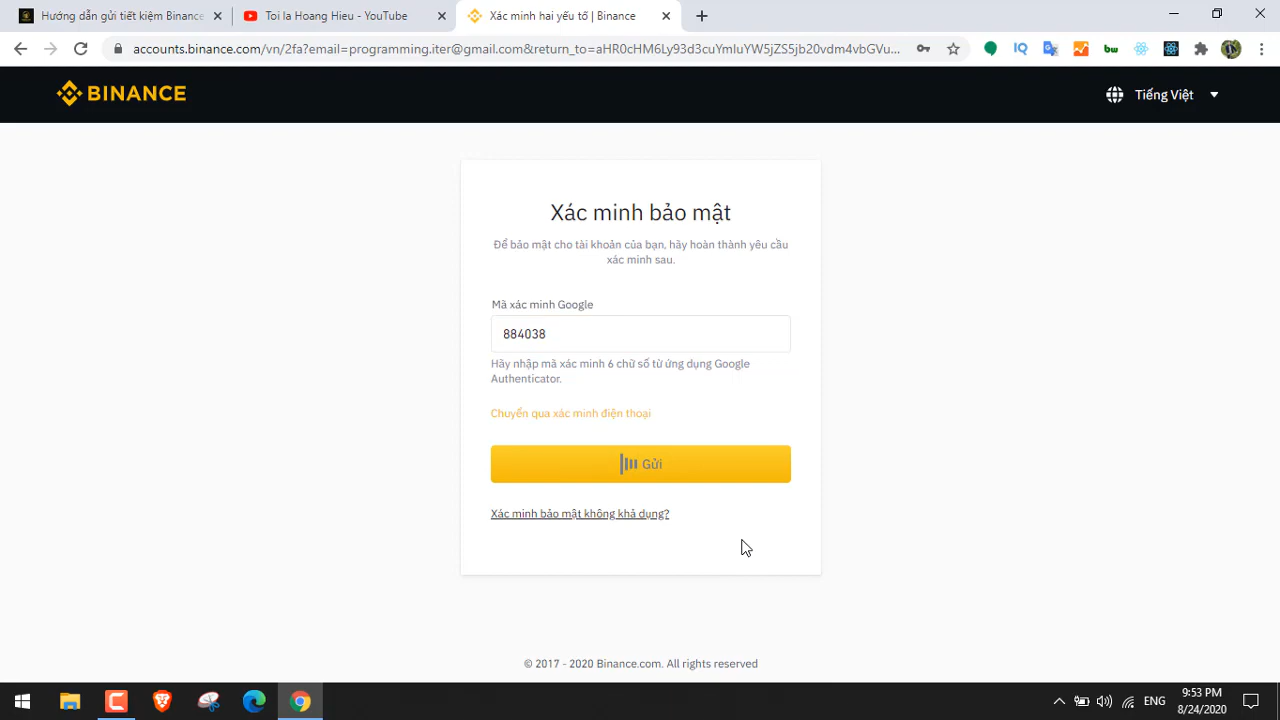 Hướng dẫn gửi tiết kiệm Binance
Toi la Hoang Hieu - YouTube
Xác minh hai yếu tố | Binance
accounts.binance.com/vn/2fa?email=programming.iter@gmail.com&return_to=aHR0cHM6Ly93d3cuYmluYW5jZS5jb20vdm4vbGVu...
IQ
bw
BINANCE
Tiếng Việt
Xác minh bảo mật
Để bảo mật cho tài khoản của bạn, hãy hoàn thành yêu cầu
xác minh sau.
Mã xác minh Google
884038
Hãy nhập mã xác minh 6 chữ số từ ứng dụng Google
Authenticator.
Chuyển qua xác minh điện thoại
Gửi
Xác minh bảo mật không khả dụng?
© 2017 - 2020 Binance.com. All rights reserved
ENG
9:53 PM
8/24/2020